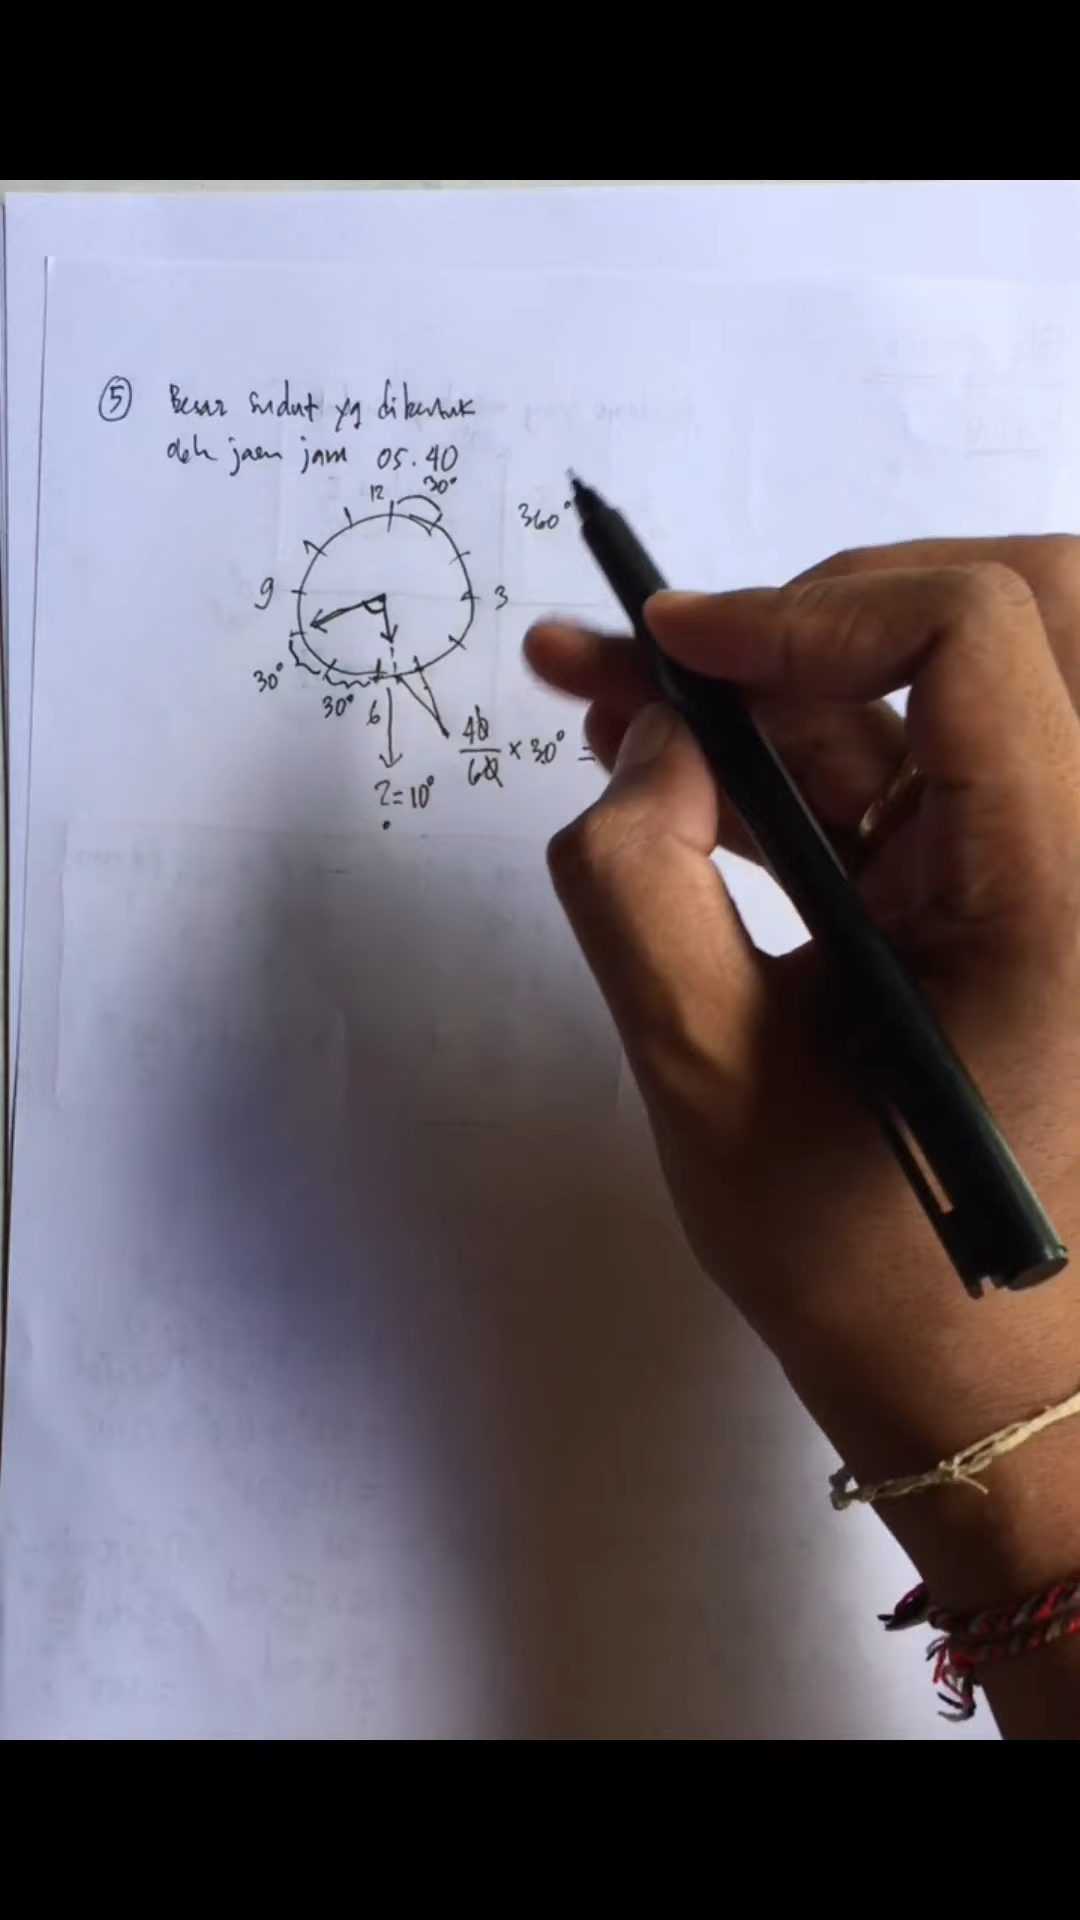 5 Besar sudut yg dibentuk
oleh jarum jam 05.40
12 30°
360°
9 3
30°
30° 6
40/60 × 30° =
? = 10°